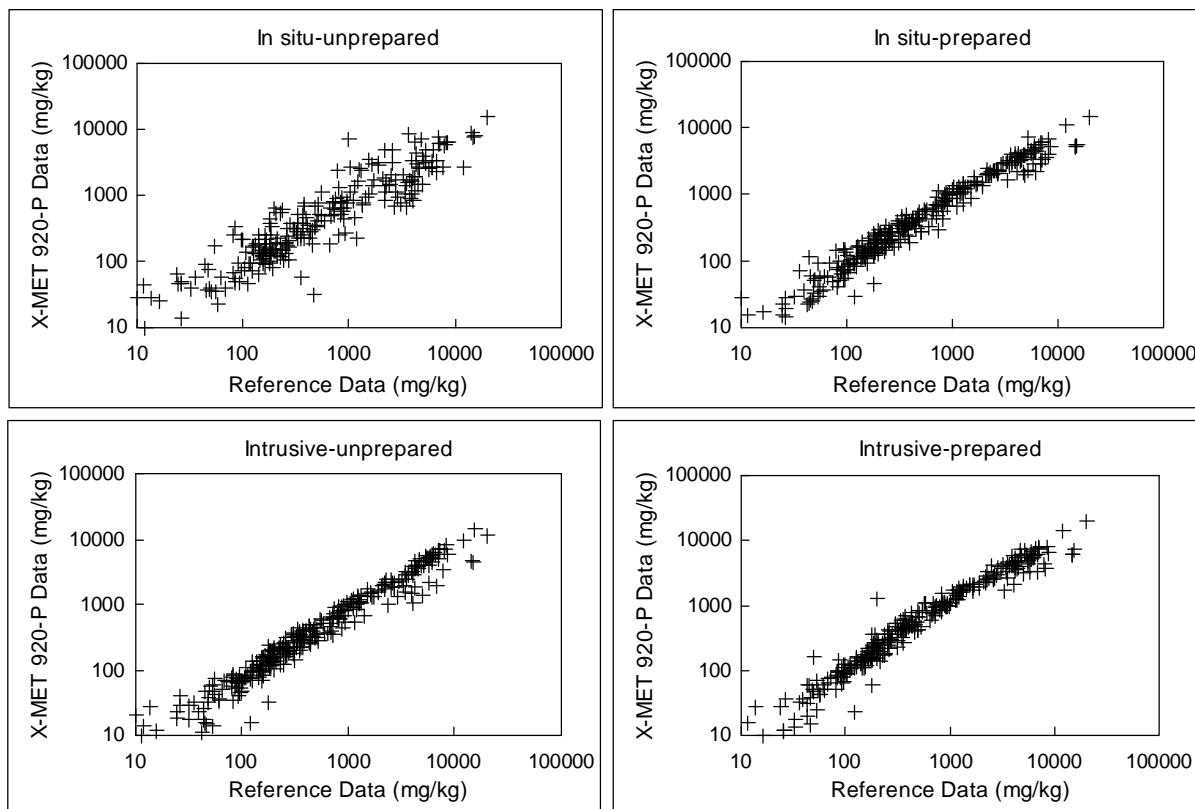 In situ-unprepared
X-MET 920-P Data (mg/kg)
100000
10000
1000
100
10
10 100 1000 10000 100000
Reference Data (mg/kg)
In situ-prepared
X-MET 920-P Data (mg/kg)
100000
10000
1000
100
10
10 100 1000 10000 100000
Reference Data (mg/kg)
Intrusive-unprepared
X-MET 920-P Data (mg/kg)
100000
10000
1000
100
10
10 100 1000 10000 100000
Reference Data (mg/kg)
Intrusive-prepared
X-MET 920-P Data (mg/kg)
100000
10000
1000
100
10
10 100 1000 10000 100000
Reference Data (mg/kg)